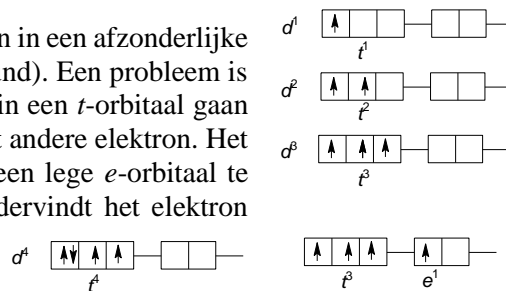 n in een afzonderlijke
und). Een probleem is
in een t-orbitaal gaan
t andere elektron. Het
een lege e-orbitaal te
dervindt het elektron
d¹
t¹
d²
t²
d³
t³
d⁴
t⁴
t³ e¹